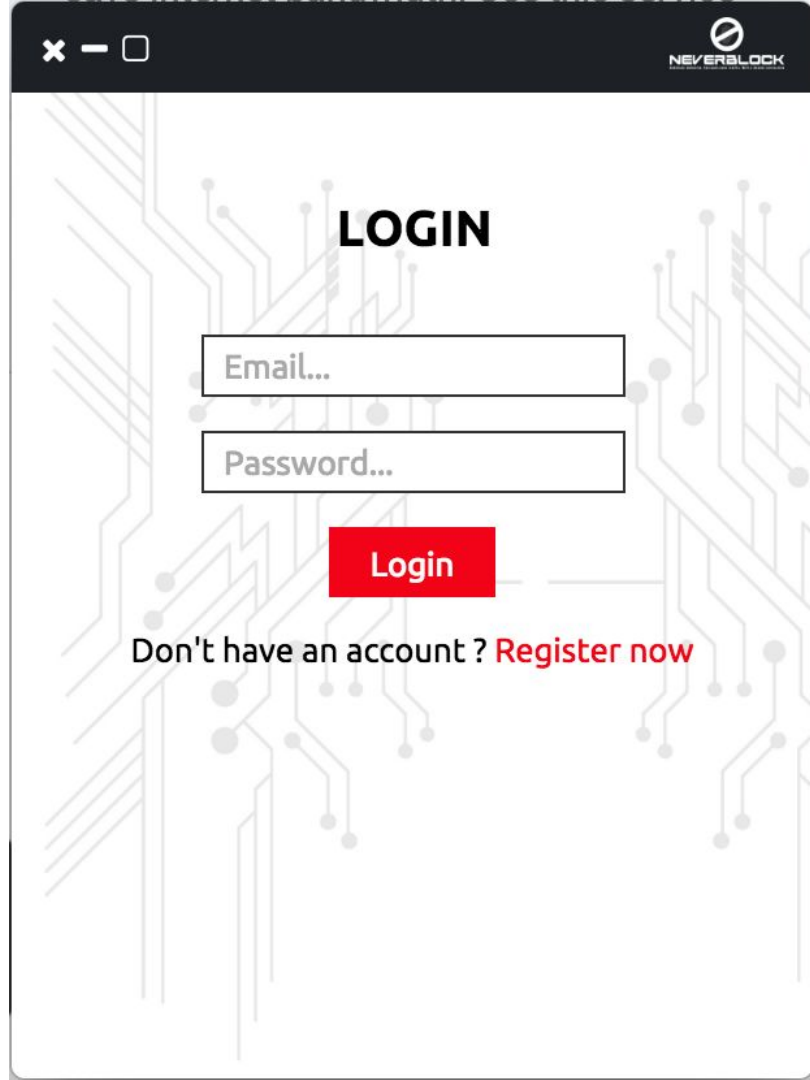 NEVERBLOCK
LOGIN
Email...
Password...
Login
Don't have an account ? Register now